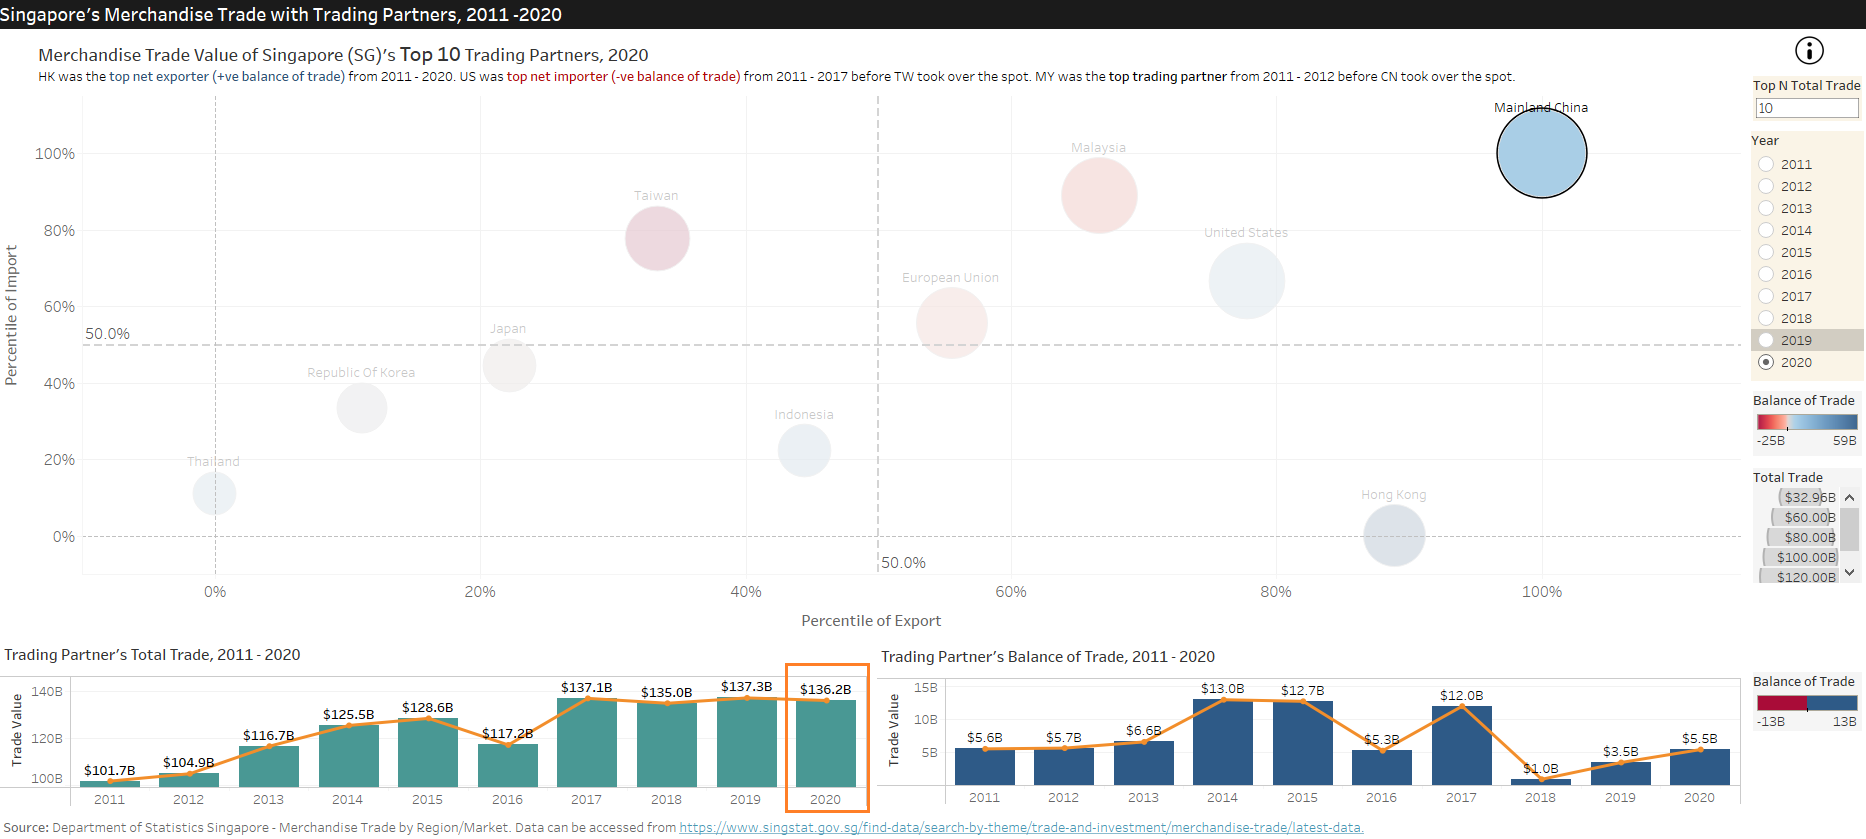 Singapore's Merchandise Trade with Trading Partners, 2011 -2020
Merchandise Trade Value of Singapore (SG)'s Top 10 Trading Partners, 2020
HK was the top net exporter (+ve balance of trade) from 2011 - 2020. US was top net importer (-ve balance of trade) from 2011 - 2017 before TW took over the spot. MY was the top trading partner from 2011 - 2012 before CN took over the spot.
Percentile of Import
100%
80%
60%
40%
20%
0%
50.0%
Mainland China
Malaysia
Taiwan
United States
European Union
Japan
Republic Of Korea
Indonesia
Thailand
Hong Kong
50.0%
0%
20%
40%
60%
80%
100%
Percentile of Export
Top N Total Trade
10
Year
2011
2012
2013
2014
2015
2016
2017
2018
2019
2020
Balance of Trade
-25B
59B
Total Trade
$32.96B
$60.00B
$80.00B
$100.00B
$120.00B
Trading Partner's Total Trade, 2011 - 2020
Trade Value
140B
120B
100B
$101.7B
$104.9B
$116.7B
$125.5B
$128.6B
$117.2B
$137.1B
$135.0B
$137.3B
$136.2B
2011
2012
2013
2014
2015
2016
2017
2018
2019
2020
Trading Partner's Balance of Trade, 2011 - 2020
Trade Value
15B
10B
5B
$5.6B
$5.7B
$6.6B
$13.0B
$12.7B
$5.3B
$12.0B
$1.0B
$3.5B
$5.5B
2011
2012
2013
2014
2015
2016
2017
2018
2019
2020
Balance of Trade
-13B
13B
Source: Department of Statistics Singapore - Merchandise Trade by Region/Market. Data can be accessed from https://www.singstat.gov.sg/find-data/search-by-theme/trade-and-investment/merchandise-trade/latest-data.